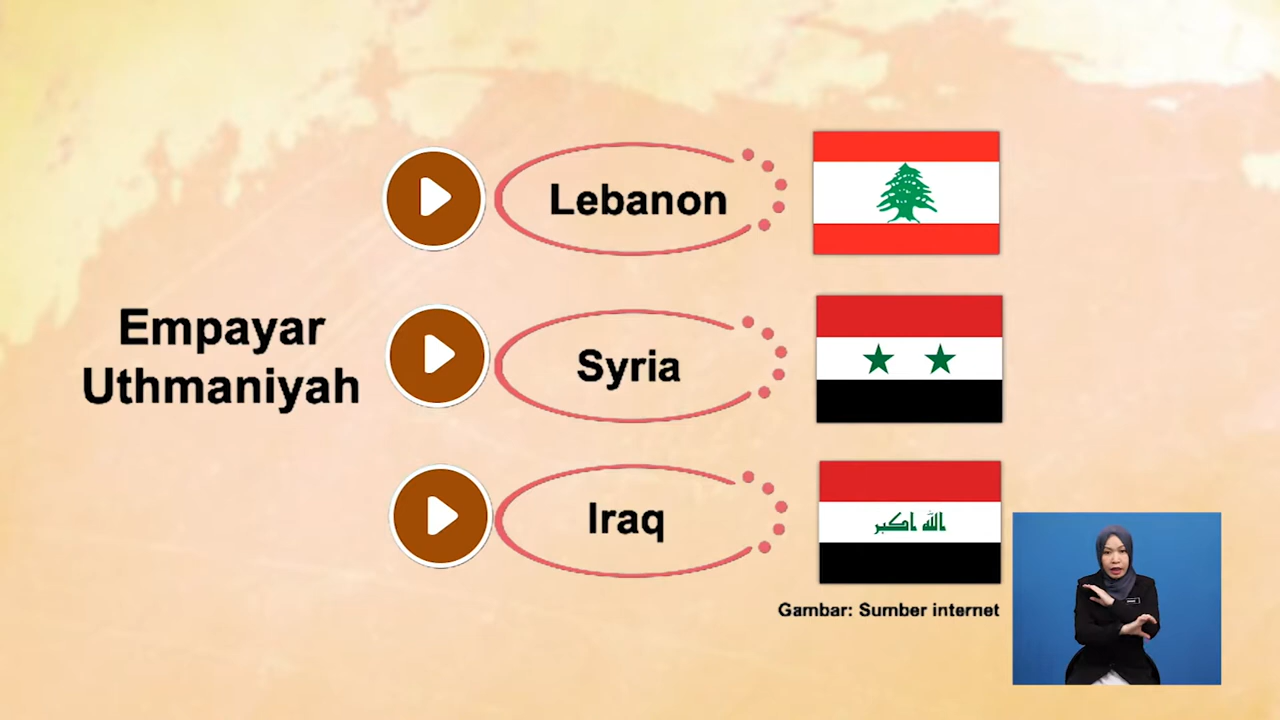 Empayar
Uthmaniyah
Lebanon
Syria
Iraq
الله اكبر
Gambar: Sumber internet